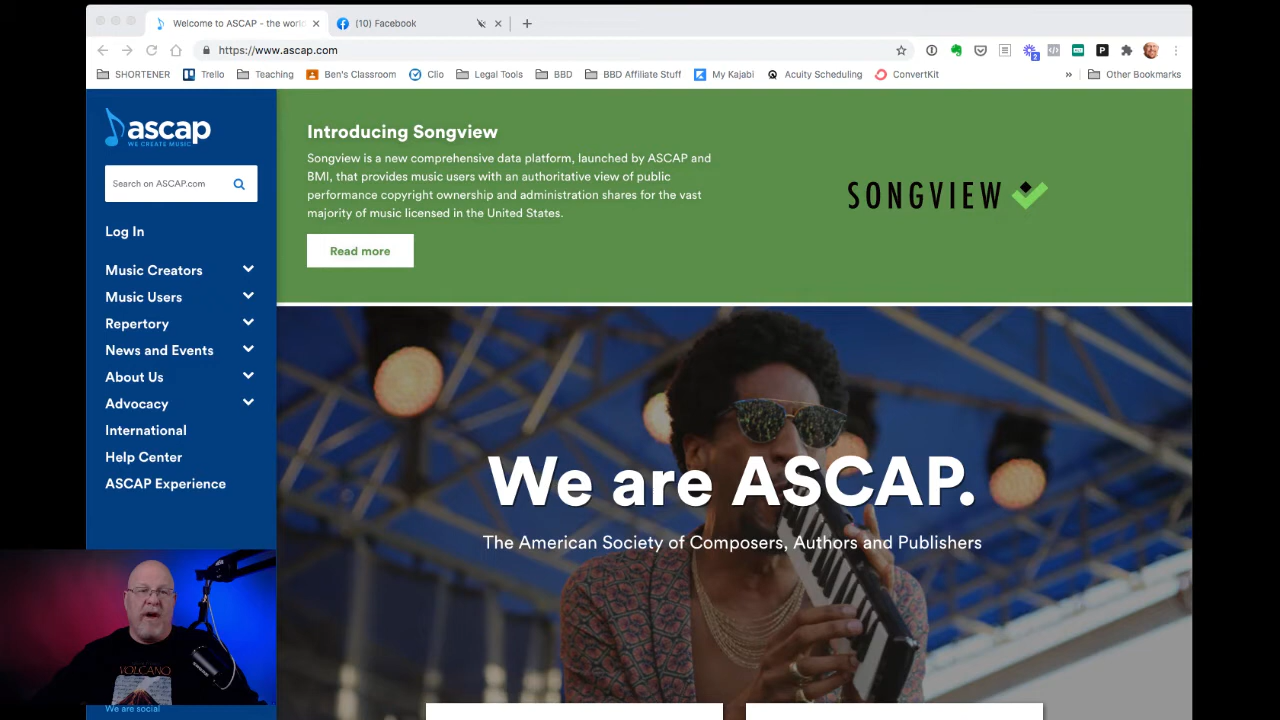 Welcome to ASCAP - the worl
(10) Facebook
https://www.ascap.com
SHORTENER
Trello
Teaching
Ben's Classroom
Clio
Legal Tools
BBD
BBD Affiliate Stuff
My Kajabi
Acuity Scheduling
ConvertKit
»
Other Bookmarks
ascap
WE CREATE MUSIC
Search on ASCAP.com
Log In
Music Creators
Music Users
Repertory
News and Events
About Us
Advocacy
International
Help Center
ASCAP Experience
We are social
Introducing Songview
Songview is a new comprehensive data platform, launched by ASCAP and
BMI, that provides music users with an authoritative view of public
performance copyright ownership and administration shares for the vast
majority of music licensed in the United States.
Read more
SONGVIEW
We are ASCAP.
The American Society of Composers, Authors and Publishers
VOLCANO